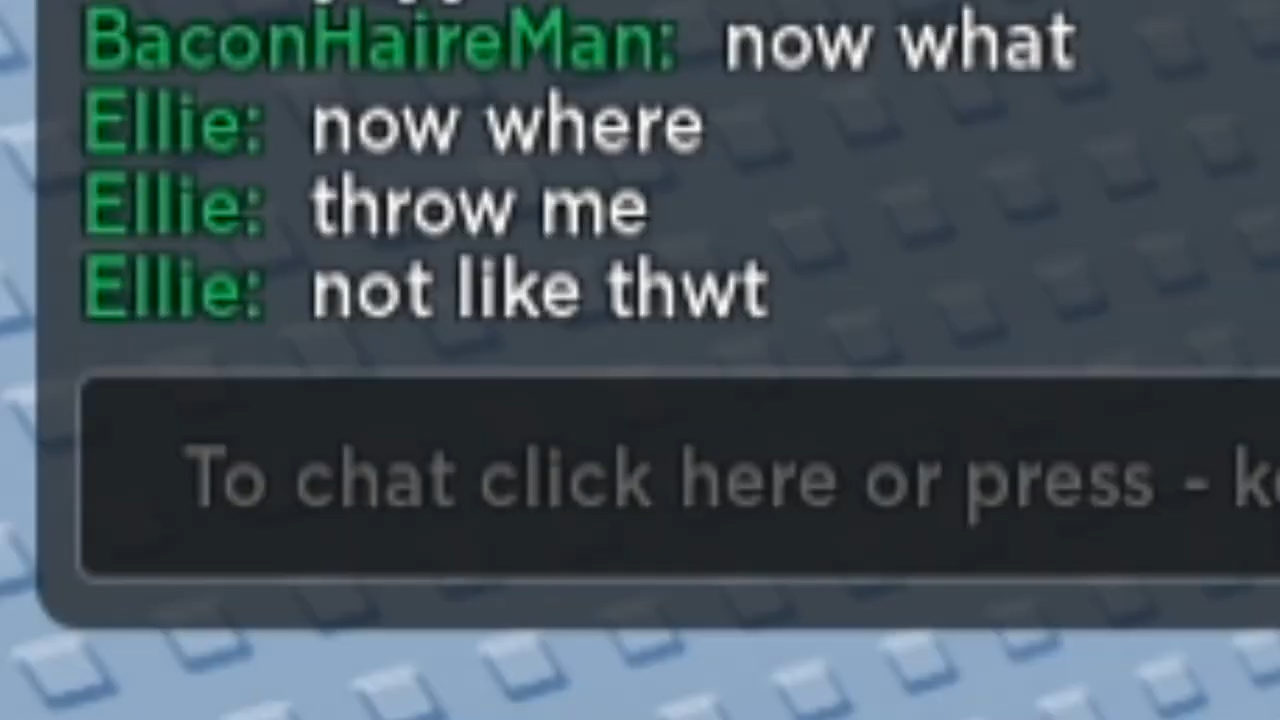 BaconHaireMan: now what
Ellie: now where
Ellie: throw me
Ellie: not like thwt
To chat click here or press -